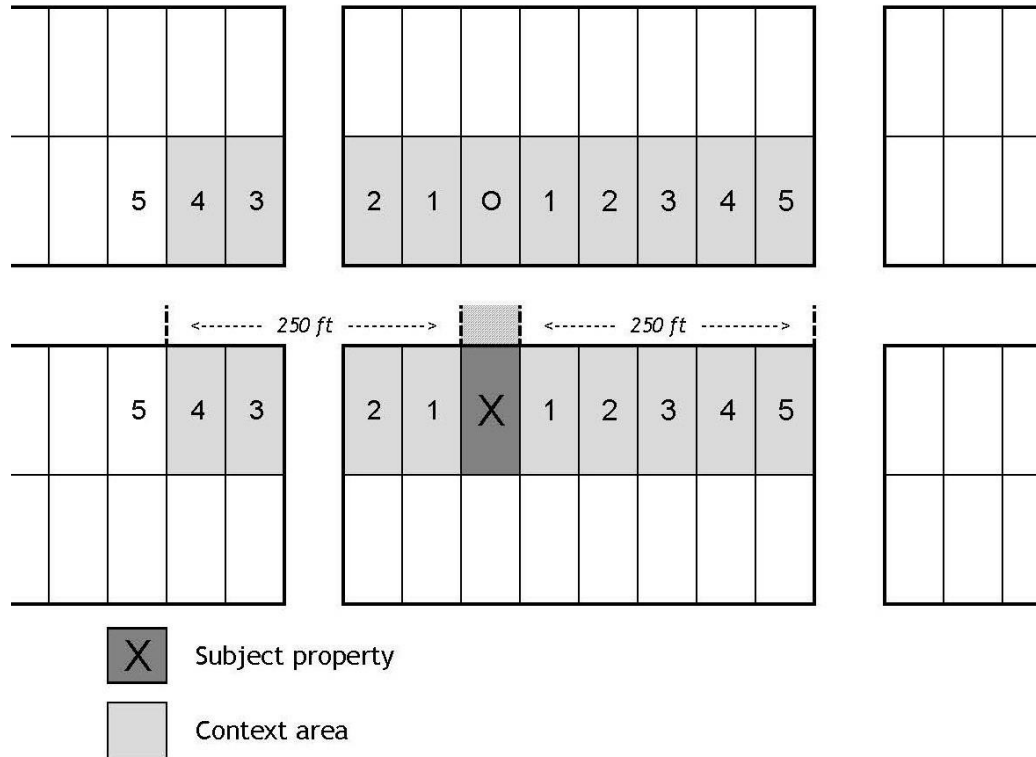 5 4 3 2 1 O 1 2 3 4 5
<-------- 250 ft -----------> <-------- 250 ft ----------->
5 4 3 2 1 X 1 2 3 4 5
X Subject property
Context area